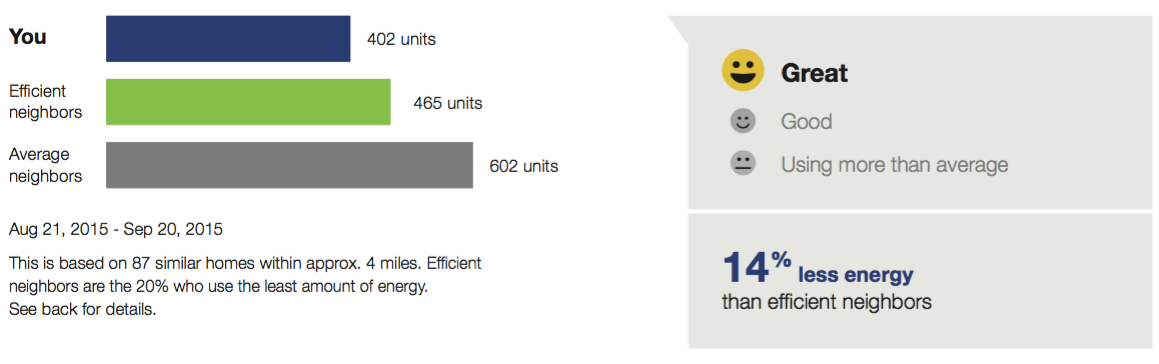 You
402 units
Efficient
neighbors
465 units
Average
neighbors
602 units
Aug 21, 2015 - Sep 20, 2015
This is based on 87 similar homes within approx. 4 miles. Efficient
neighbors are the 20% who use the least amount of energy.
See back for details.
Great
Good
Using more than average
14% less energy
than efficient neighbors